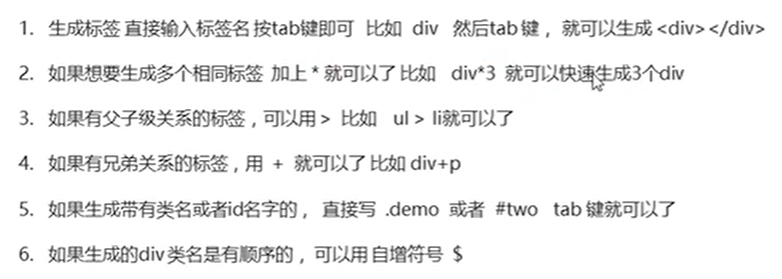 1. 生成标签 直接输入标签名 按tab键即可 比如 div 然后tab 键， 就可以生成 <div></div>
2. 如果想要生成多个相同标签 加上 * 就可以了 比如 div*3 就可以快速生成3个div
3. 如果有父子级关系的标签，可以用 > 比如 ul > li就可以了
4. 如果有兄弟关系的标签，用 + 就可以了 比如 div+p
5. 如果生成带有类名或者id名字的， 直接写 .demo 或者 #two tab 键就可以了
6. 如果生成的div 类名是有顺序的， 可以用 自增符号 $